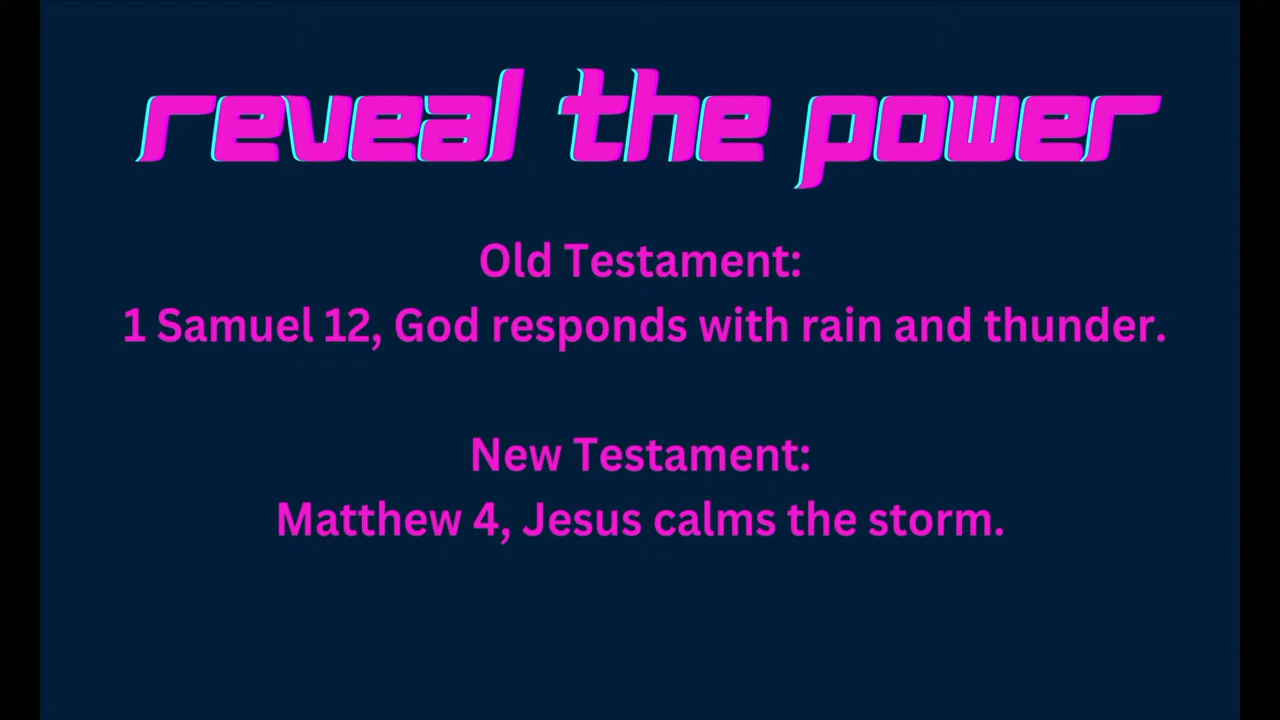 reveal the power
Old Testament:
1 Samuel 12, God responds with rain and thunder.
New Testament:
Matthew 4, Jesus calms the storm.